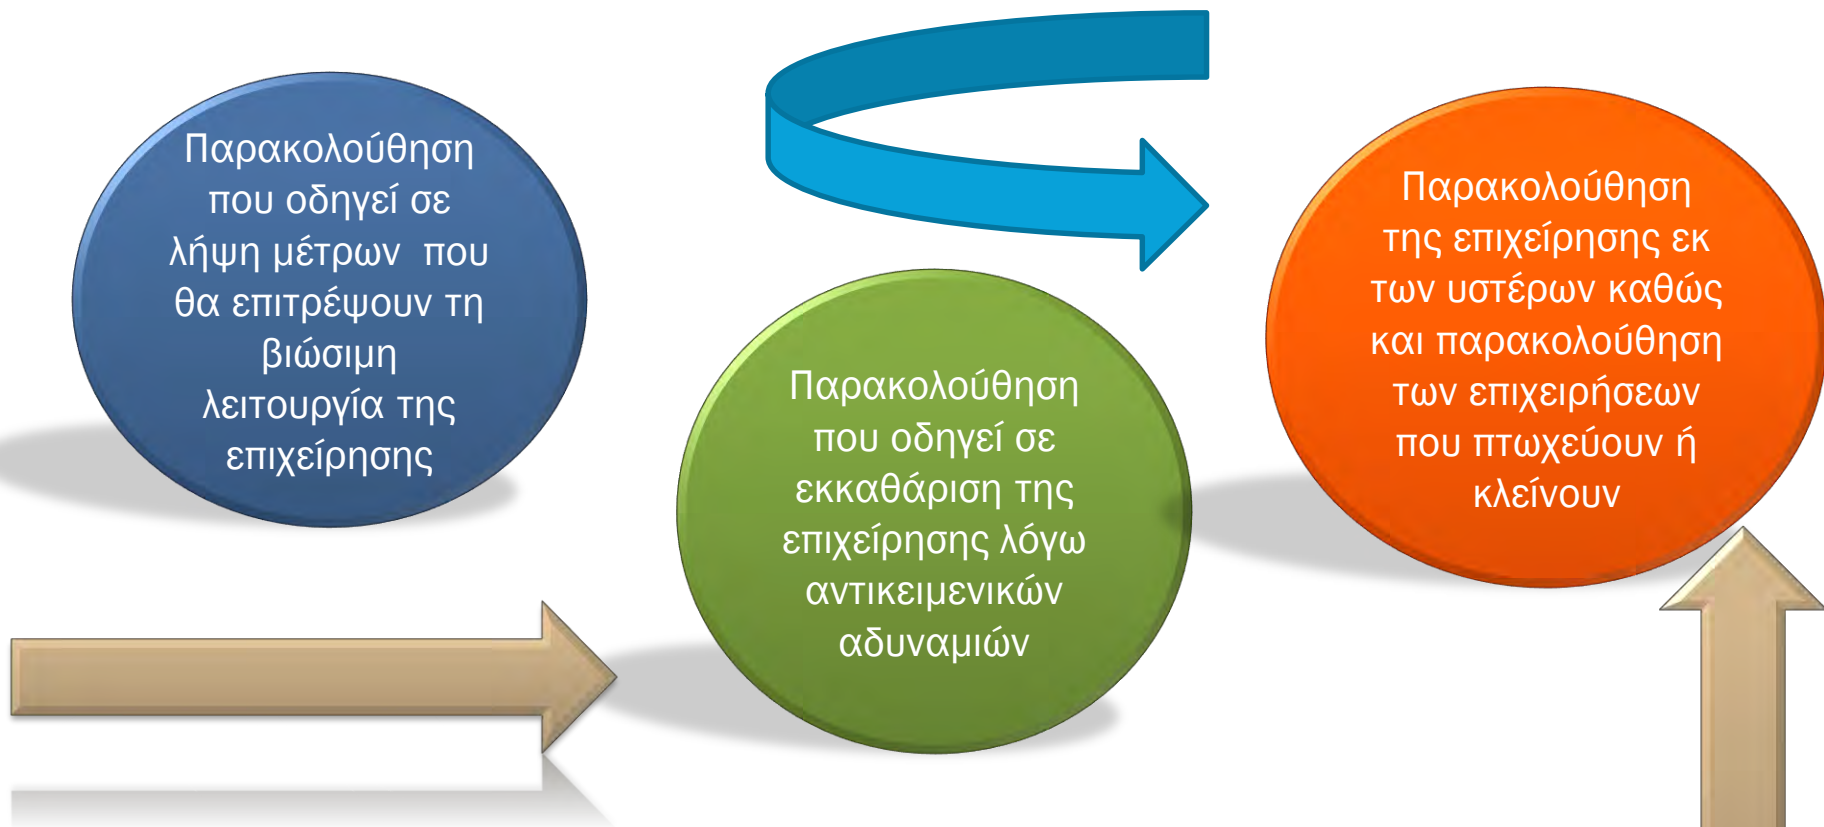 Παρακολούθηση
που οδηγεί σε
λήψη μέτρων που
θα επιτρέψουν τη
βιώσιμη
λειτουργία της
επιχείρησης
Παρακολούθηση
που οδηγεί σε
εκκαθάριση της
επιχείρησης λόγω
αντικειμενικών
αδυναμιών
Παρακολούθηση
της επιχείρησης εκ
των υστέρων καθώς
και παρακολούθηση
των επιχειρήσεων
που πτωχεύουν ή
κλείνουν